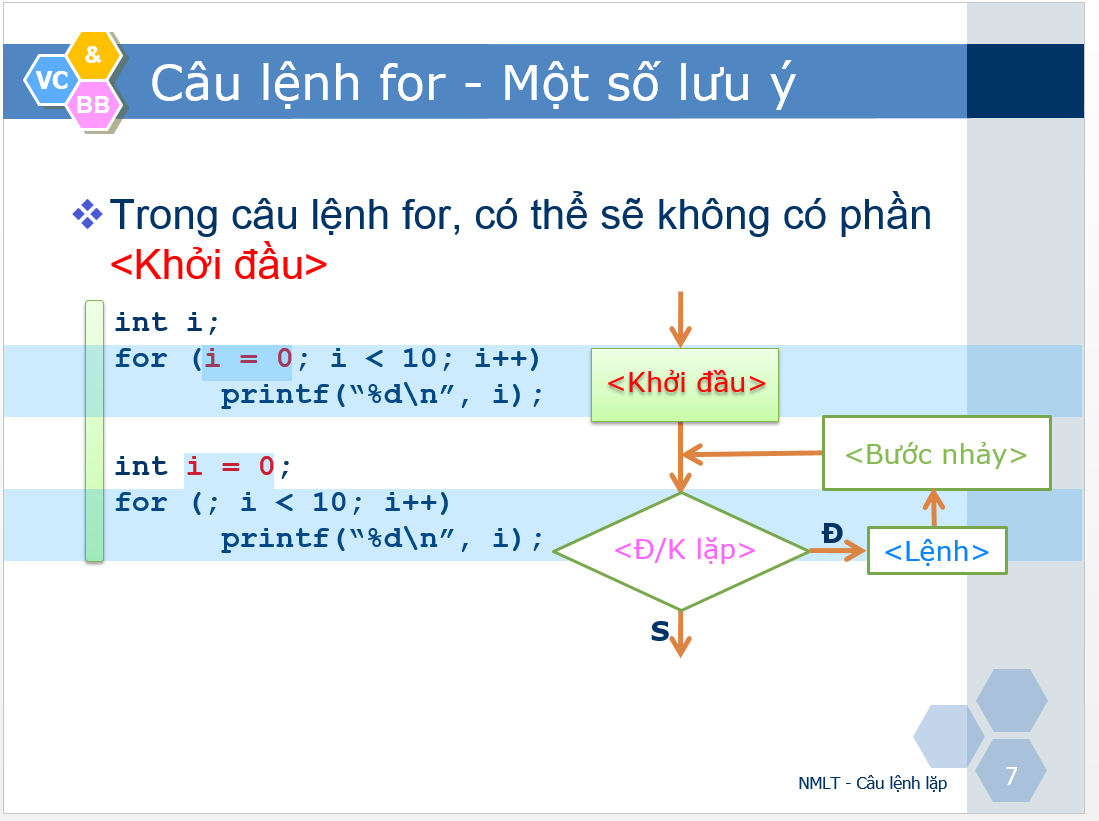 &
VC
BB
Câu lệnh for - Một số lưu ý
Trong câu lệnh for, có thể sẽ không có phần
<Khởi đầu>
int i;
for (i = 0; i < 10; i++)
printf(“%d\n”, i);
int i = 0;
for (; i < 10; i++)
printf(“%d\n”, i);
<Khởi đầu>
<Bước nhảy>
<Đ/K lặp>
Đ
<Lệnh>
S
NMLT - Câu lệnh lặp
7